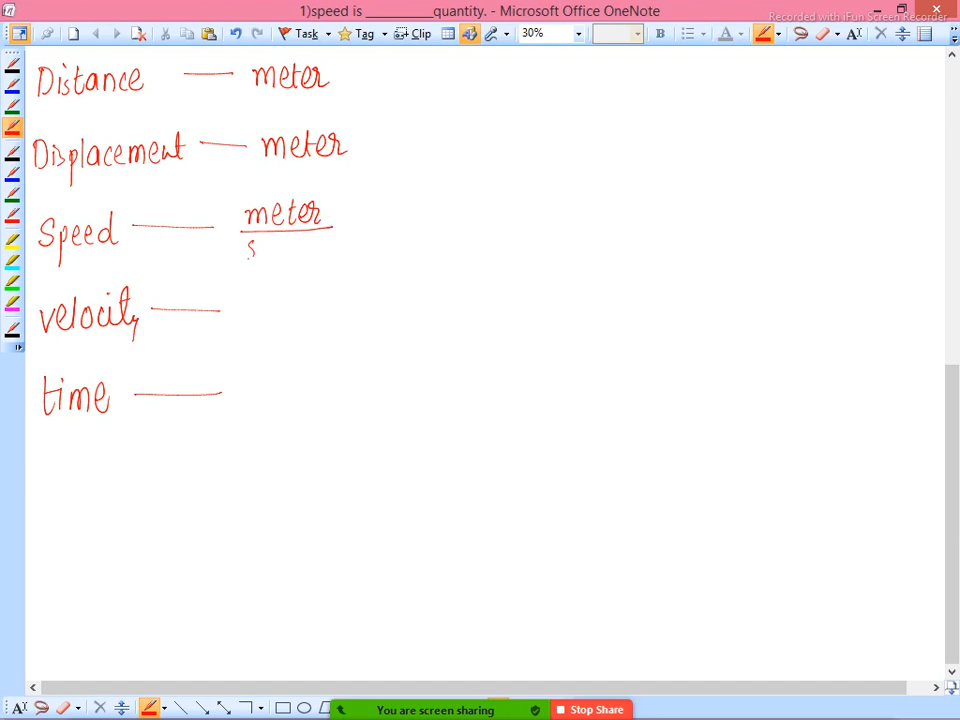 1)speed is __________quantity. - Microsoft Office OneNote
Recorded with iFun Screen Recorder
Task Tag Clip 30% B A A
Distance — meter
Displacement — meter
Speed — meter
s
velocity —
time —
You are screen sharing Stop Share